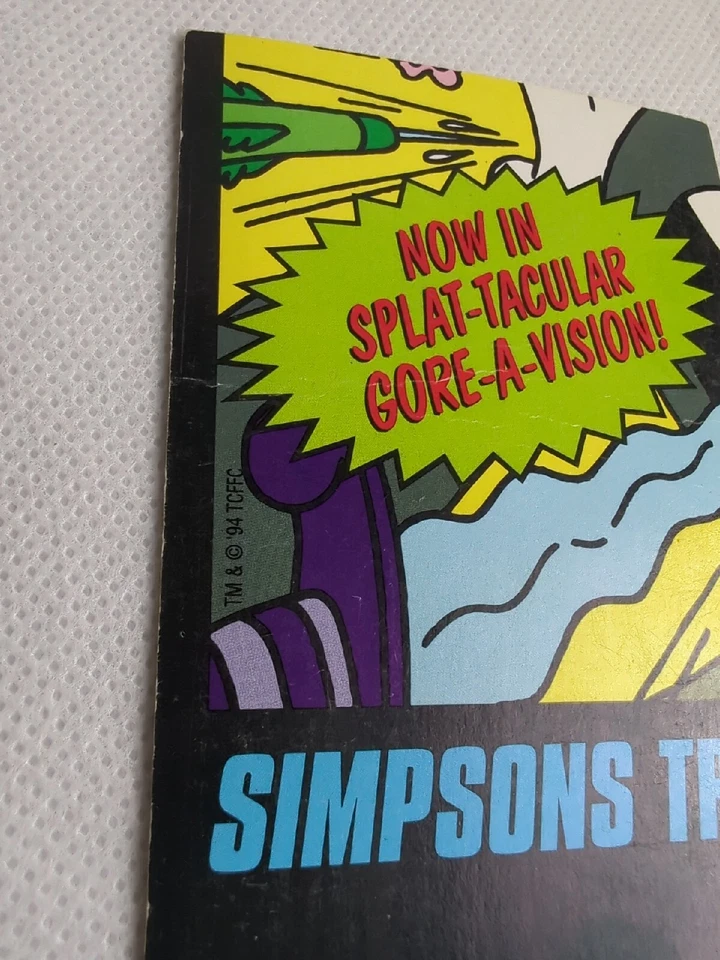 NOW IN
SPLAT-TACULAR
GORE-A-VISION!
TM & © '94 TCFFC
SIMPSONS